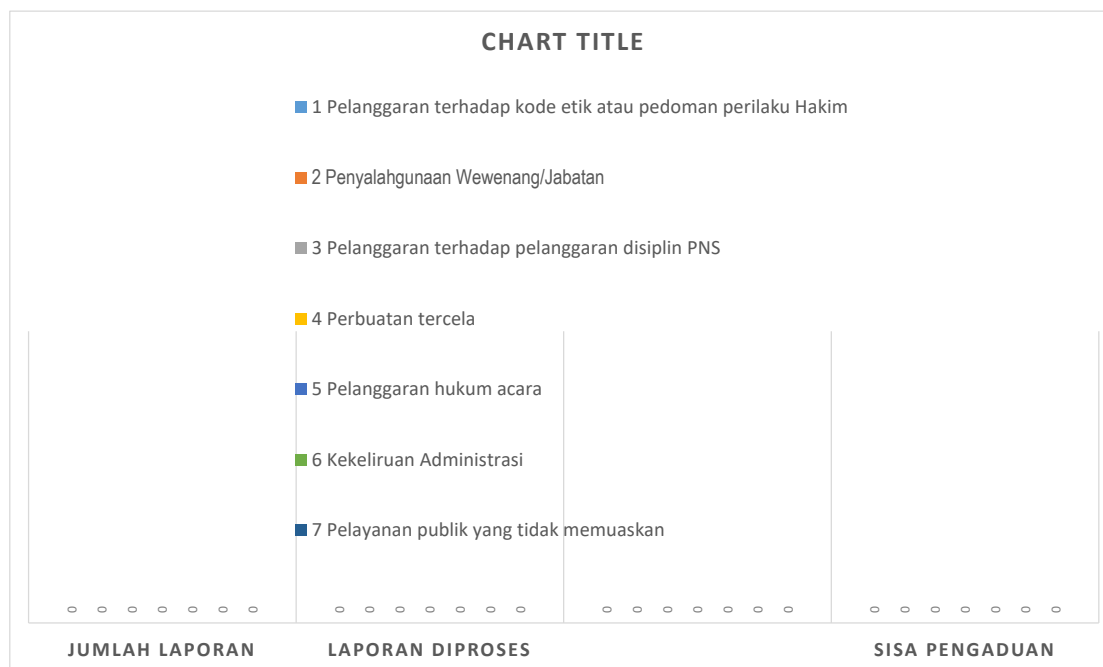 CHART TITLE
1 Pelanggaran terhadap kode etik atau pedoman perilaku Hakim
2 Penyalahgunaan Wewenang/Jabatan
3 Pelanggaran terhadap pelanggaran disiplin PNS
4 Perbuatan tercela
5 Pelanggaran hukum acara
6 Kekeliruan Administrasi
7 Pelayanan publik yang tidak memuaskan
0 0 0 0 0 0 0 0 0 0 0 0 0 0 0 0 0 0 0 0 0 0 0 0 0 0 0 0
JUMLAH LAPORAN LAPORAN DIPROSES SISA PENGADUAN